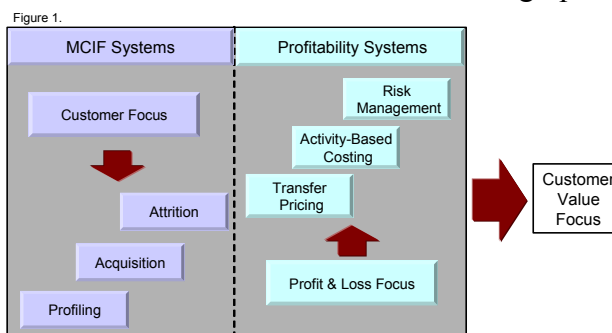 Figure 1.
MCIF Systems
Profitability Systems
Customer Focus
Attrition
Acquisition
Profiling
Risk
Management
Activity-Based
Costing
Transfer
Pricing
Profit & Loss Focus
Customer
Value
Focus